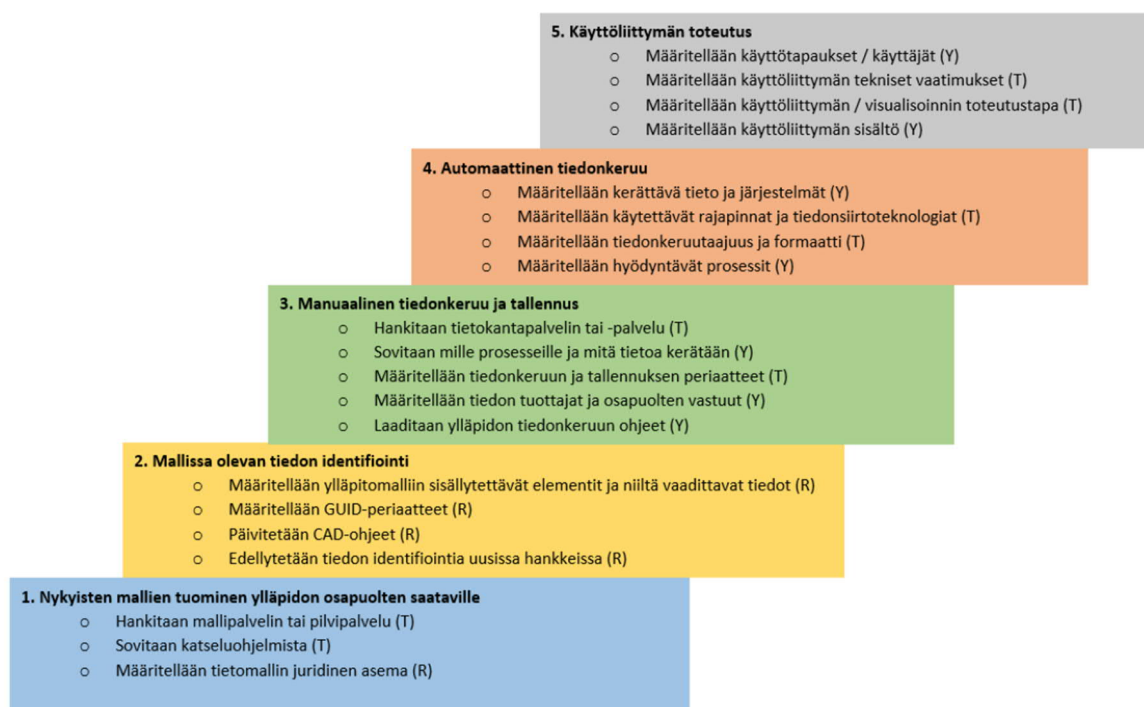 5. Käyttöliittymän toteutus
o Määritellään käyttötapaukset / käyttäjät (Y)
o Määritellään käyttöliittymän tekniset vaatimukset (T)
o Määritellään käyttöliittymän / visualisoinnin toteutustapa (T)
o Määritellään käyttöliittymän sisältö (Y)
4. Automaattinen tiedonkeruu
o Määritellään kerättävä tieto ja järjestelmät (Y)
o Määritellään käytettävät rajapinnat ja tiedonsiirtoteknologiat (T)
o Määritellään tiedonkeruutaajuus ja formaatti (T)
o Määritellään hyödyntävät prosessit (Y)
3. Manuaalinen tiedonkeruu ja tallennus
o Hankitaan tietokantapalvelin tai -palvelu (T)
o Sovitaan mille prosesseille ja mitä tietoa kerätään (Y)
o Määritellään tiedonkeruun ja tallennuksen periaatteet (T)
o Määritellään tiedon tuottajat ja osapuolten vastuut (Y)
o Laaditaan ylläpidon tiedonkeruun ohjeet (Y)
2. Mallissa olevan tiedon identifiointi
o Määritellään ylläpitomalliin sisällytettävät elementit ja niiltä vaadittavat tiedot (R)
o Määritellään GUID-periaatteet (R)
o Päivitetään CAD-ohjeet (R)
o Edellytetään tiedon identifiointia uusissa hankkeissa (R)
1. Nykyisten mallien tuominen ylläpidon osapuolten saataville
o Hankitaan mallipalvelin tai pilvipalvelu (T)
o Sovitaan katseluohjelmista (T)
o Määritellään tietomallin juridinen asema (R)